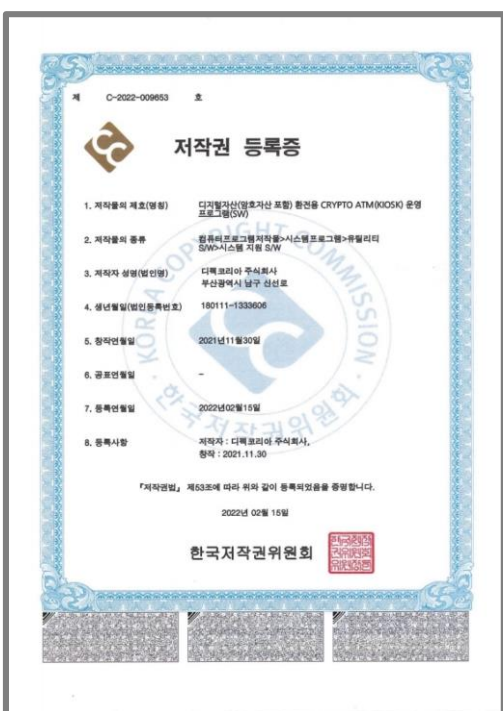 제 C-2022-009653 호
저작권 등록증
1. 저작물의 제호(명칭) 디지털자산(암호자산 포함) 환전용 CRYPTO ATM(KIOSK) 운영
프로그램(SW)
2. 저작물의 종류 컴퓨터프로그램저작물>시스템프로그램>유틸리티
S/W>시스템 지원 S/W
3. 저작자 성명(법인명) 디펙코리아 주식회사
부산광역시 남구 신선로
4. 생년월일(법인등록번호) 180111-1333606
5. 창작연월일 2021년11월30일
6. 공표연월일 -
7. 등록연월일 2022년02월15일
8. 등록사항 저작자 : 디펙코리아 주식회사,
창작 : 2021.11.30
『저작권법』 제53조에 따라 위와 같이 등록되었음을 증명합니다.
2022년 02월 15일
한국저작권위원회
KOREA COPYRIGHT COMMISSION
한국저작권위원회